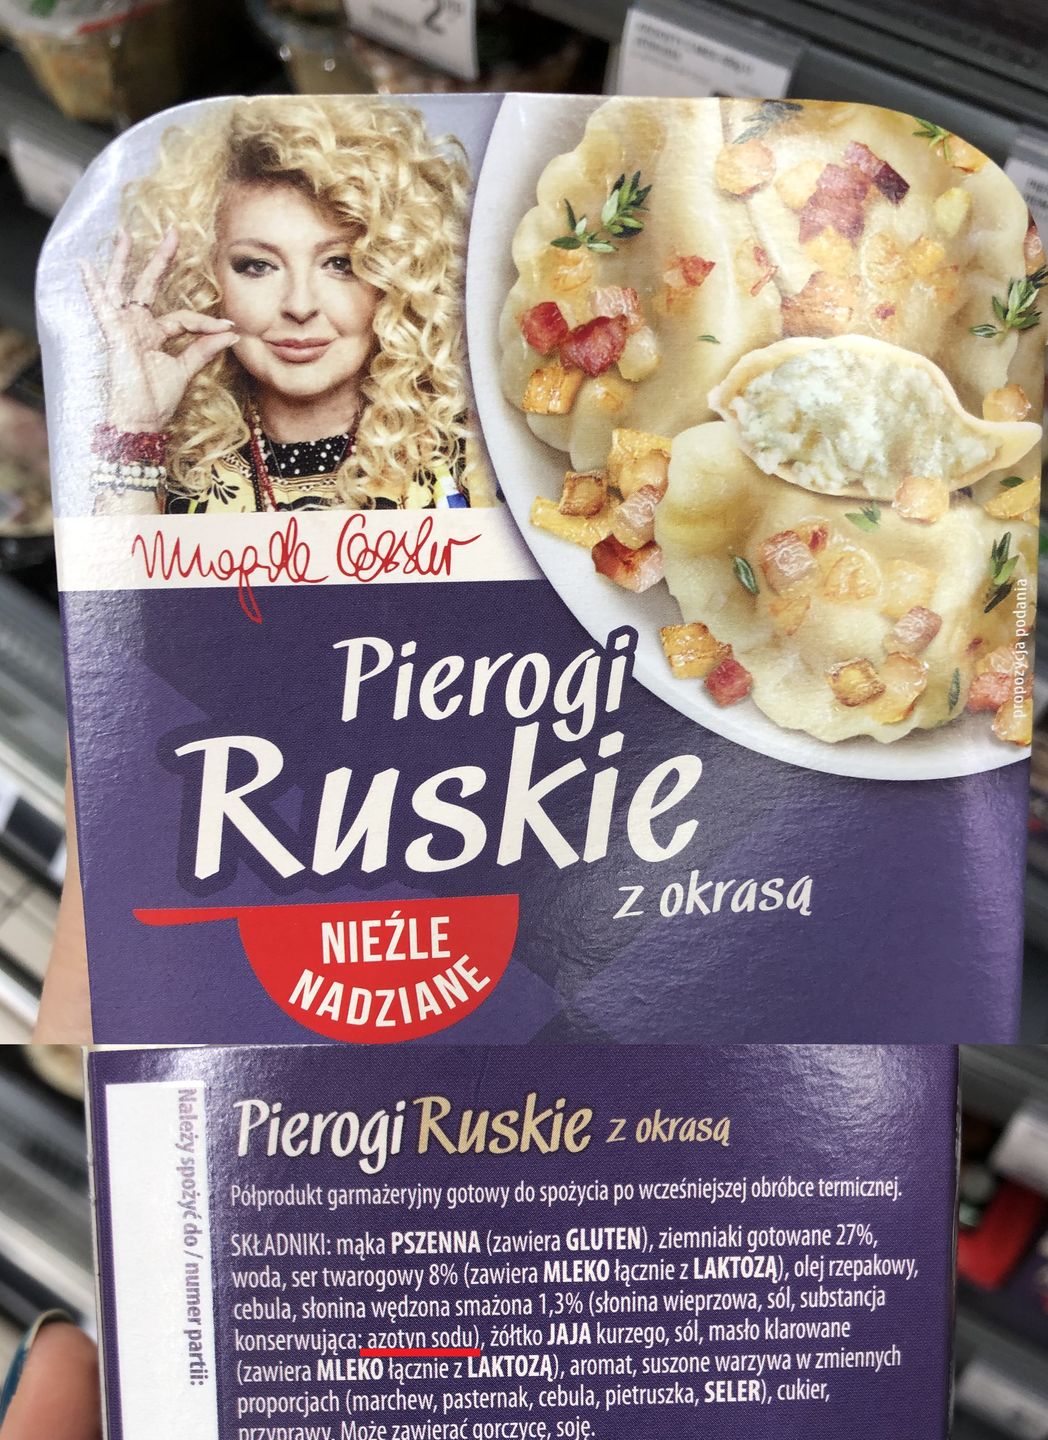 Magda Gessler
Pierogi
Ruskie
z okrasą
NIEŹLE
NADZIANE
propozycja podania
Należy spożyć do / numer partii:
Pierogi Ruskie z okrasą
Półprodukt garmażeryjny gotowy do spożycia po wcześniejszej obróbce termicznej.
SKŁADNIKI: mąka PSZENNA (zawiera GLUTEN), ziemniaki gotowane 27%,
woda, ser twarogowy 8% (zawiera MLEKO łącznie z LAKTOZĄ), olej rzepakowy,
cebula, słonina wędzona smażona 1,3% (słonina wieprzowa, sól, substancja
konserwująca: azotyn sodu), żółtko JAJA kurzego, sól, masło klarowane
(zawiera MLEKO łącznie z LAKTOZĄ), aromat, suszone warzywa w zmiennych
proporcjach (marchew, pasternak, cebula, pietruszka, SELER), cukier,
przyprawy. Może zawierać gorczycę, soję.